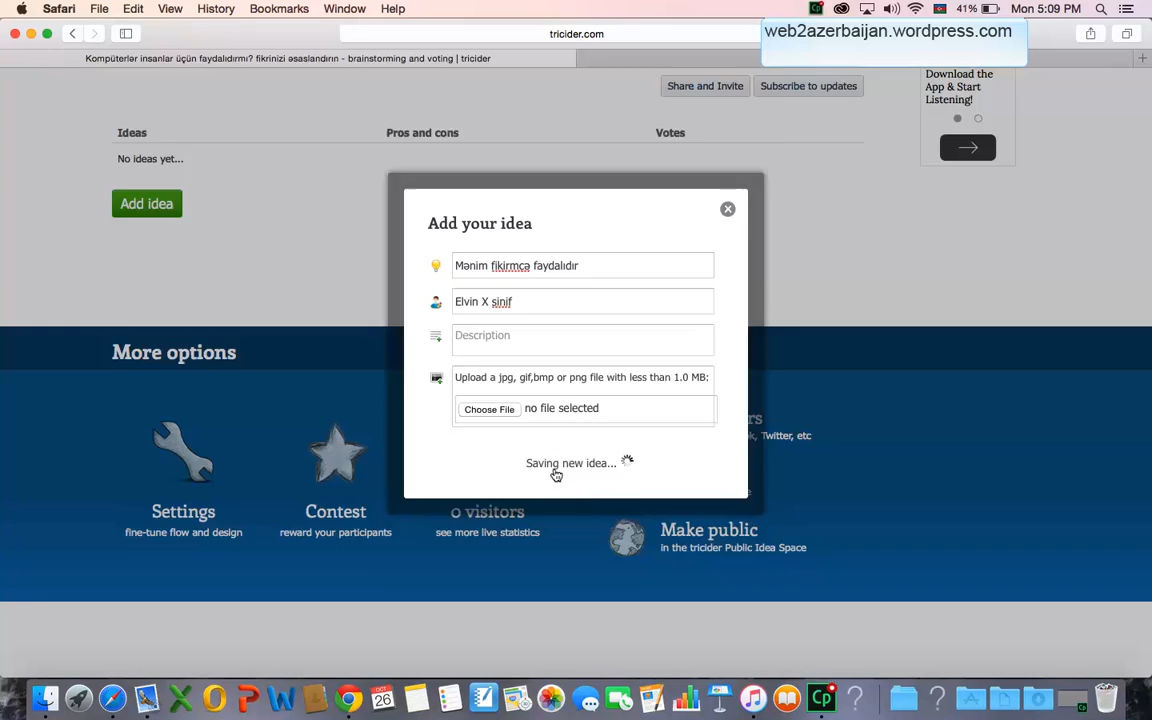 Safari File Edit View History Bookmarks Window Help
41% Mon 5:09 PM
tricider.com
web2azerbaijan.wordpress.com
Kompüterlər insanlar üçün faydalıdırmı? fikrinizi əsaslandırın - brainstorming and voting | tricider
Share and Invite
Subscribe to updates
Download the
App & Start
Listening!
Ideas
Pros and cons
Votes
No ideas yet...
Add idea
Add your idea
Mənim fikirmcə faydalıdır
Elvin X sinif
Description
Upload a jpg, gif,bmp or png file with less than 1.0 MB:
Choose File no file selected
Saving new idea...
More options
Settings
fine-tune flow and design
Contest
reward your participants
0 visitors
see more live statistics
Twitter, etc
Make public
in the tricider Public Idea Space
OCT
26
Cp